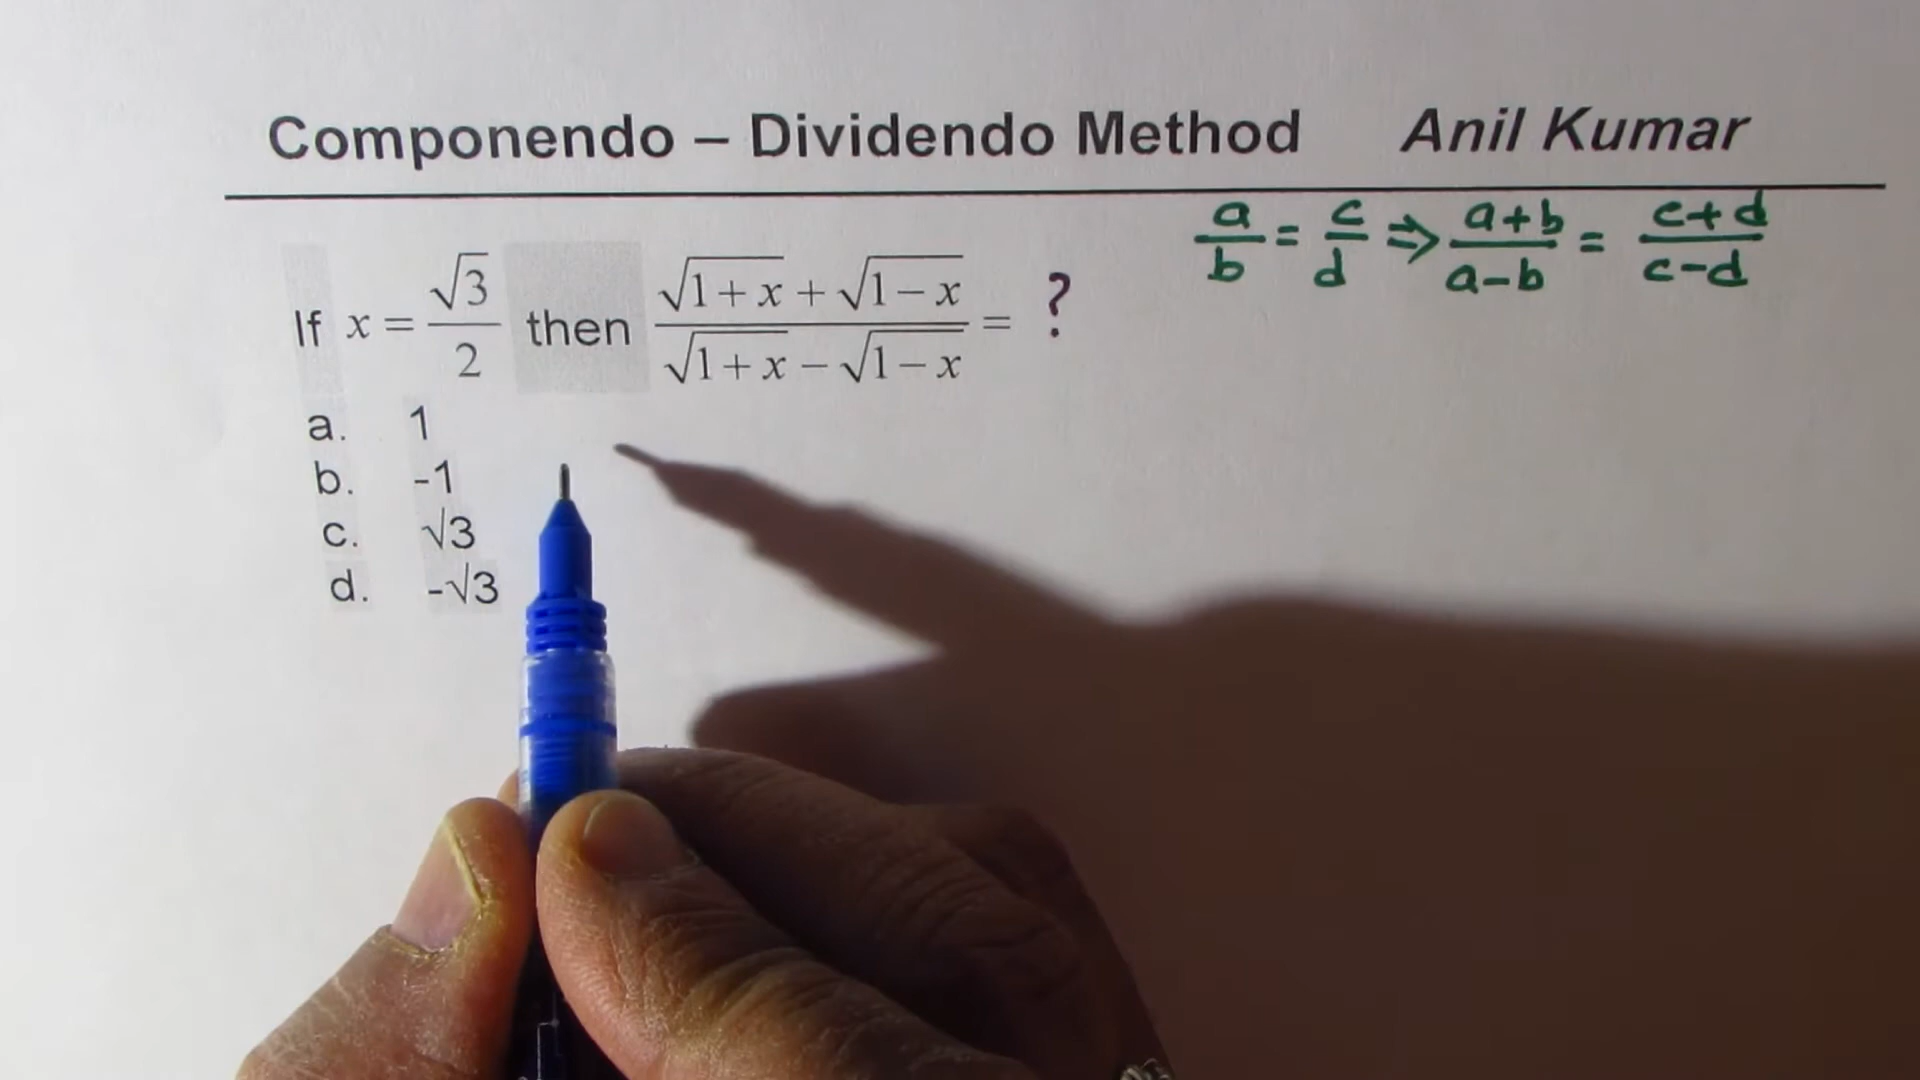 Componendo – Dividendo Method Anil Kumar
a/b = c/d ⇒ a+b/a-b = c+d/c-d
If x = √3/2 then √1+x + √1−x / √1+x − √1−x = ?
a. 1
b. -1
c. √3
d. -√3